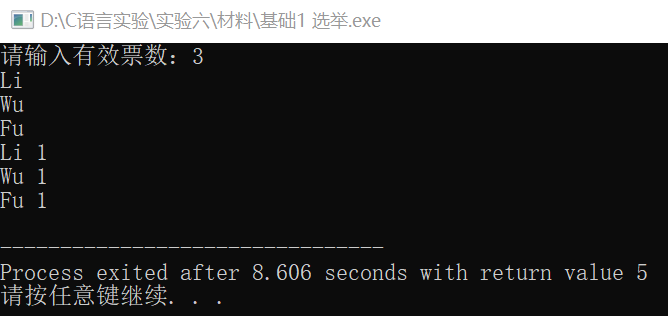 D:\C语言实验\实验六\材料\基础1 选举.exe
请输入有效票数：3
Li
Wu
Fu
Li 1
Wu 1
Fu 1
--------------------------------
Process exited after 8.606 seconds with return value 5
请按任意键继续. . .